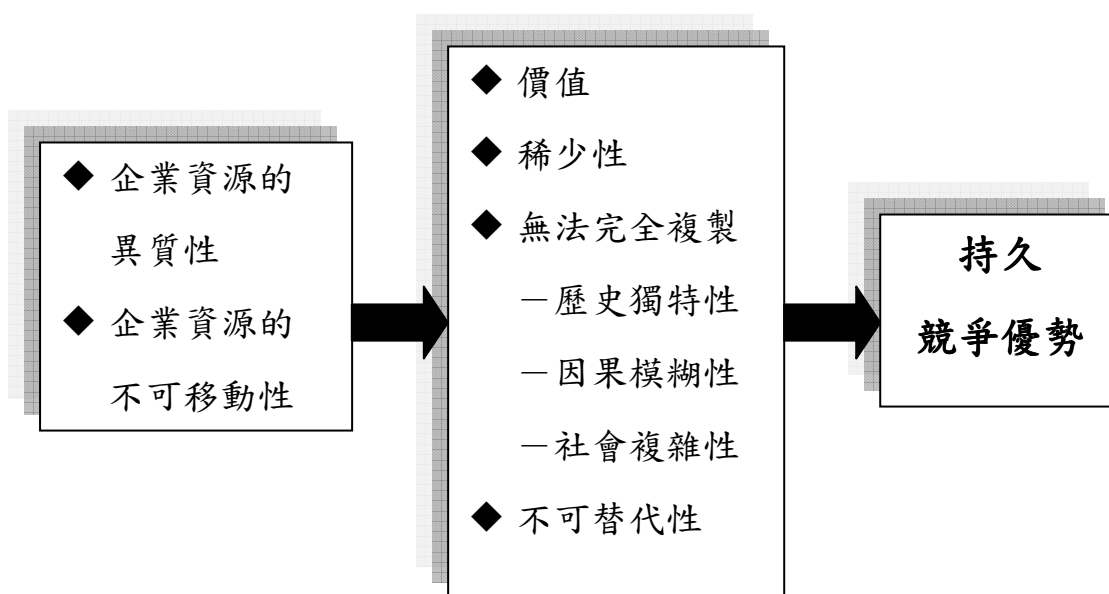 ◆ 企業資源的
異質性
◆ 企業資源的
不可移動性
◆ 價值
◆ 稀少性
◆ 無法完全複製
－歷史獨特性
－因果模糊性
－社會複雜性
◆ 不可替代性
持久
競爭優勢